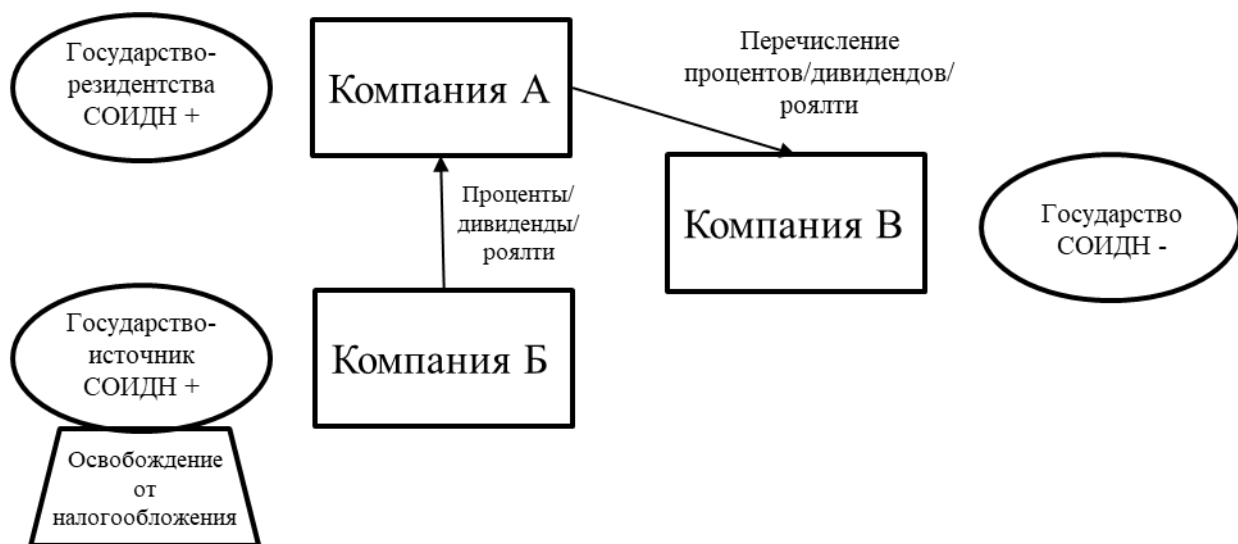 Государство-
резидентства
СОИДН +
Компания А
Перечисление
процентов/дивидендов/
роялти
Проценты/
дивиденды/
роялти
Компания В
Государство
СОИДН -
Государство-
источник
СОИДН +
Компания Б
Освобождение
от
налогообложения